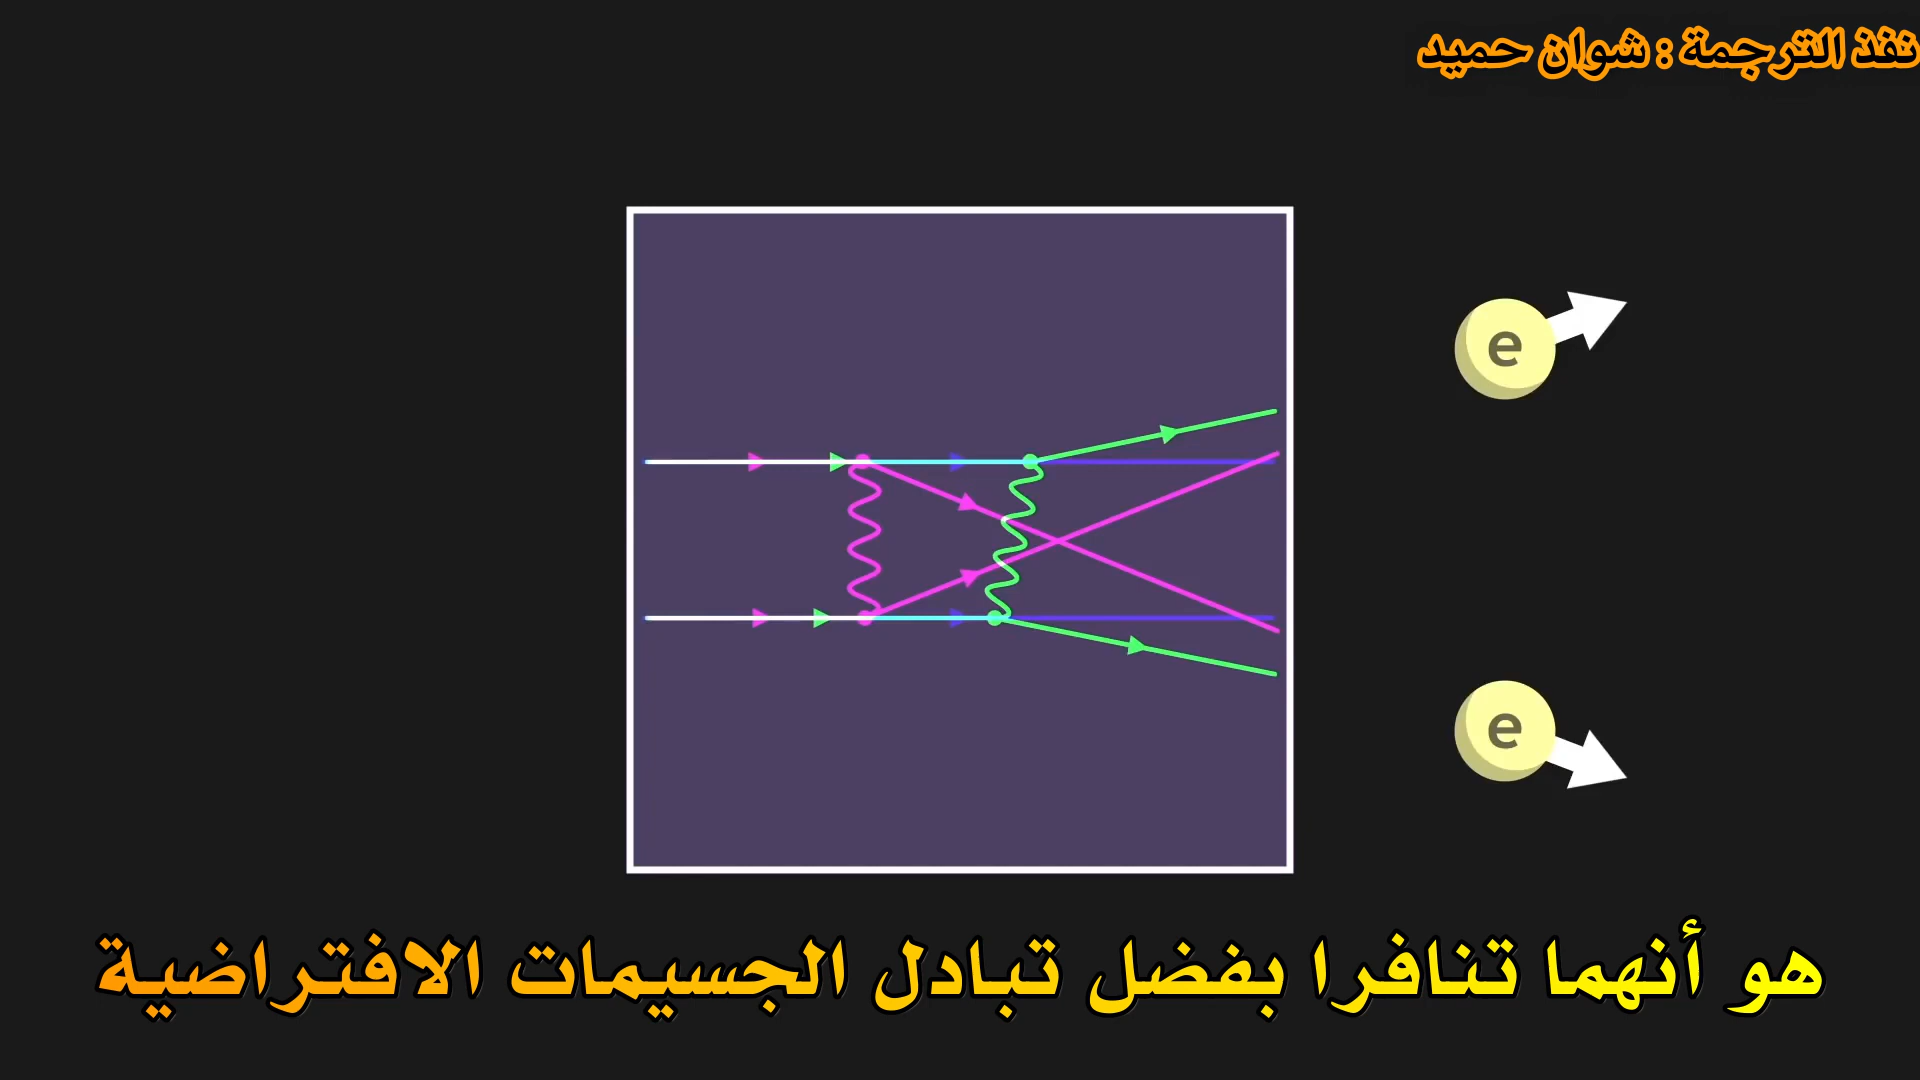 نفذ الترجمة : شوان حميد
e
e
هو أنهما تنافرا بفضل تبادل الجسيمات الافتراضية